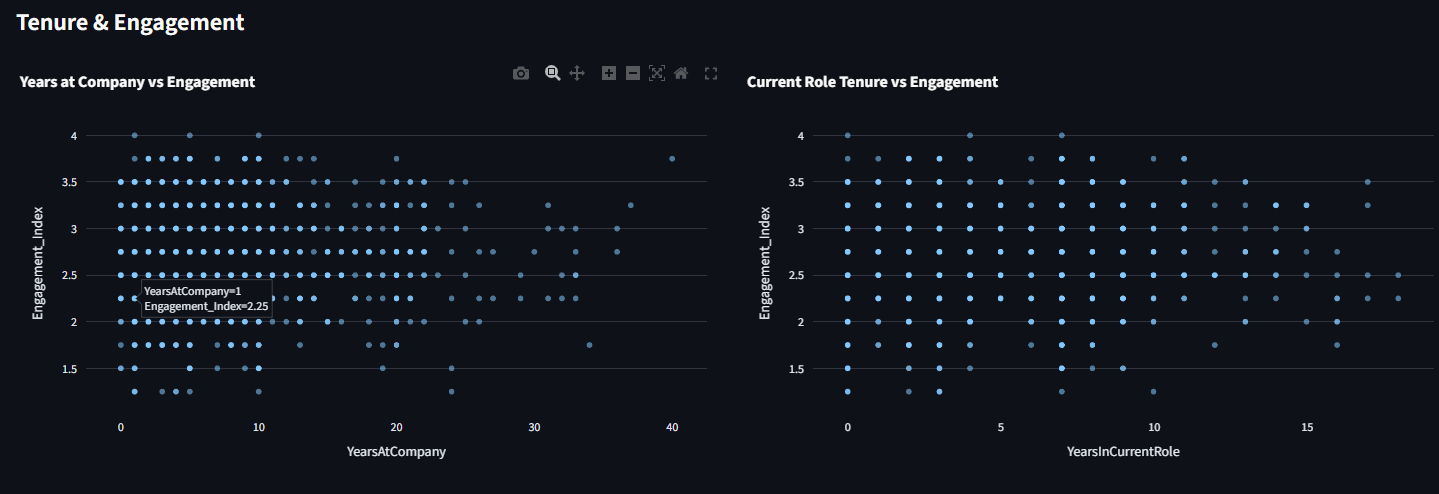 Tenure & Engagement
Years at Company vs Engagement
4
3.5
3
2.5
2
1.5
Engagement_Index
YearsAtCompany=1
Engagement_Index=2.25
0 10 20 30 40
YearsAtCompany
Current Role Tenure vs Engagement
4
3.5
3
2.5
2
1.5
Engagement_Index
0 5 10 15
YearsInCurrentRole